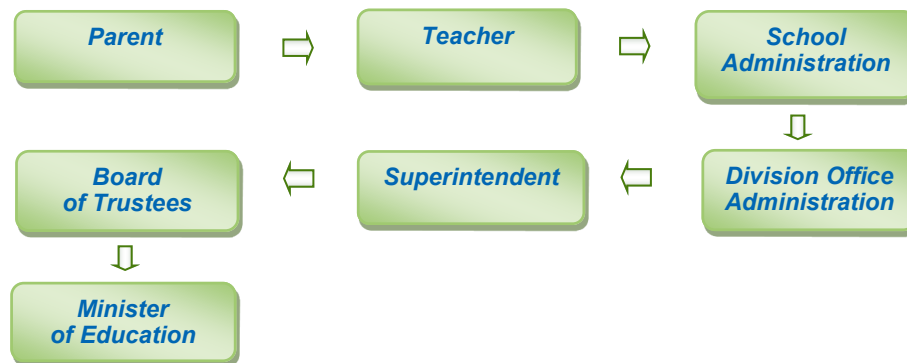 Parent
Teacher
School
Administration
Board
of Trustees
Superintendent
Division Office
Administration
Minister
of Education